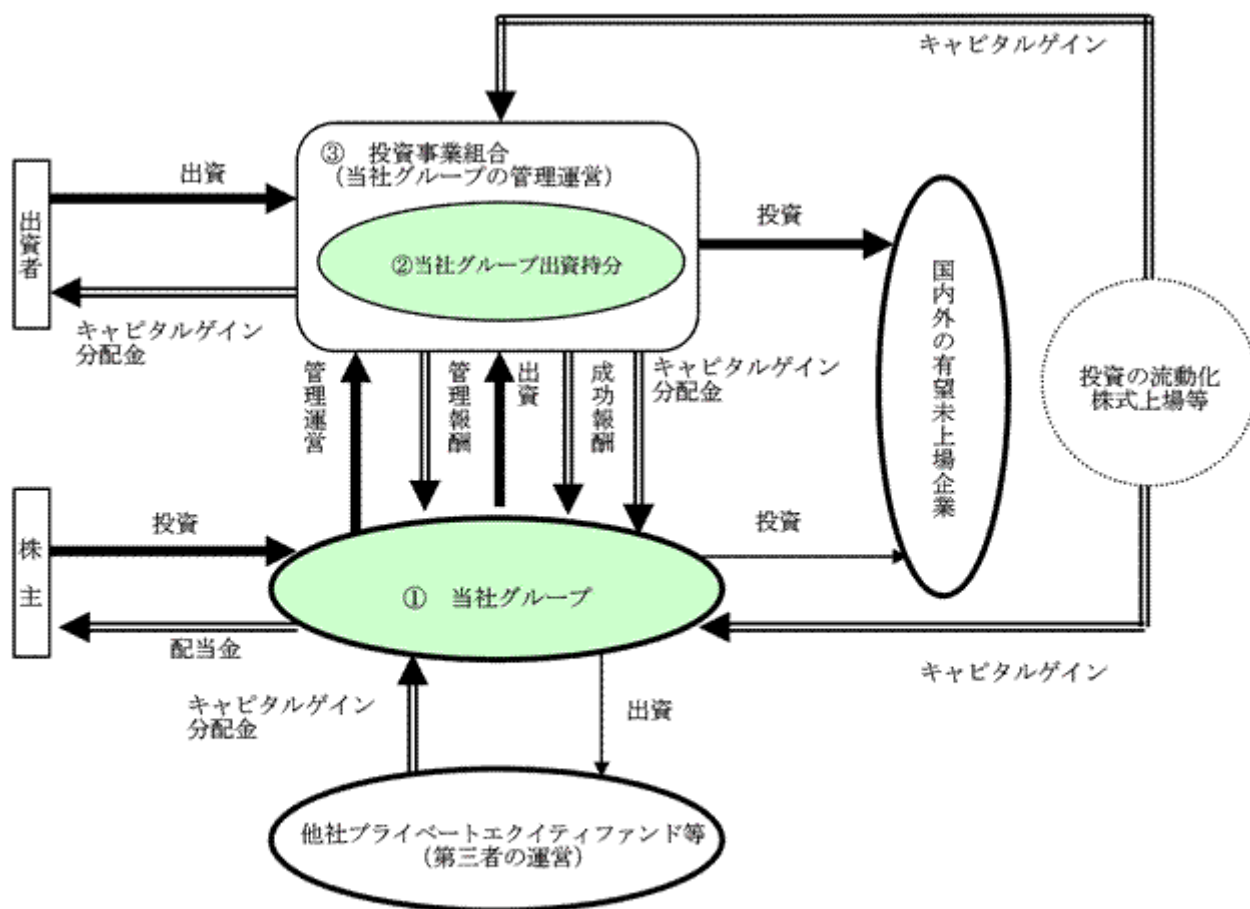 キャピタルゲイン
③　投資事業組合
（当社グループの管理運営）
②当社グループ出資持分
出資者
出資
キャピタルゲイン
分配金
投資
国内外の有望未上場企業
投資の流動化
株式上場等
管理運営
管理報酬
出資
成功報酬
キャピタルゲイン
分配金
株主
投資
配当金
①　当社グループ
投資
キャピタルゲイン
キャピタルゲイン
分配金
出資
他社プライベートエクイティファンド等
（第三者の運営）